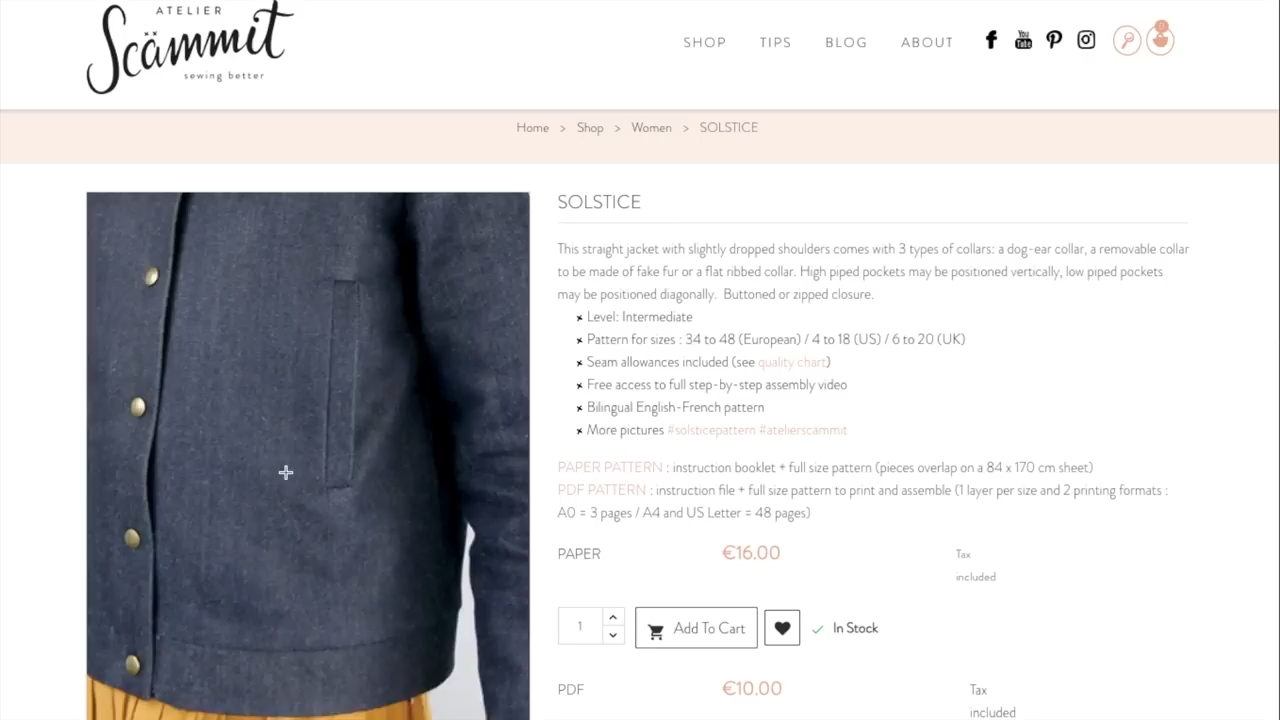 ATELIER
Scämmit
sewing better
SHOP TIPS BLOG ABOUT
You Tube
0
Home > Shop > Women > SOLSTICE
SOLSTICE
This straight jacket with slightly dropped shoulders comes with 3 types of collars: a dog-ear collar, a removable collar
to be made of fake fur or a flat ribbed collar. High piped pockets may be positioned vertically, low piped pockets
may be positioned diagonally. Buttoned or zipped closure.
Level: Intermediate
Pattern for sizes : 34 to 48 (European) / 4 to 18 (US) / 6 to 20 (UK)
Seam allowances included (see quality chart)
Free access to full step-by-step assembly video
Bilingual English-French pattern
More pictures #solsticepattern #atelierscammit
PAPER PATTERN : instruction booklet + full size pattern (pieces overlap on a 84 x 170 cm sheet)
PDF PATTERN : instruction file + full size pattern to print and assemble (1 layer per size and 2 printing formats :
A0 = 3 pages / A4 and US Letter = 48 pages)
PAPER €16.00 Tax
included
1 Add To Cart In Stock
PDF €10.00 Tax
included